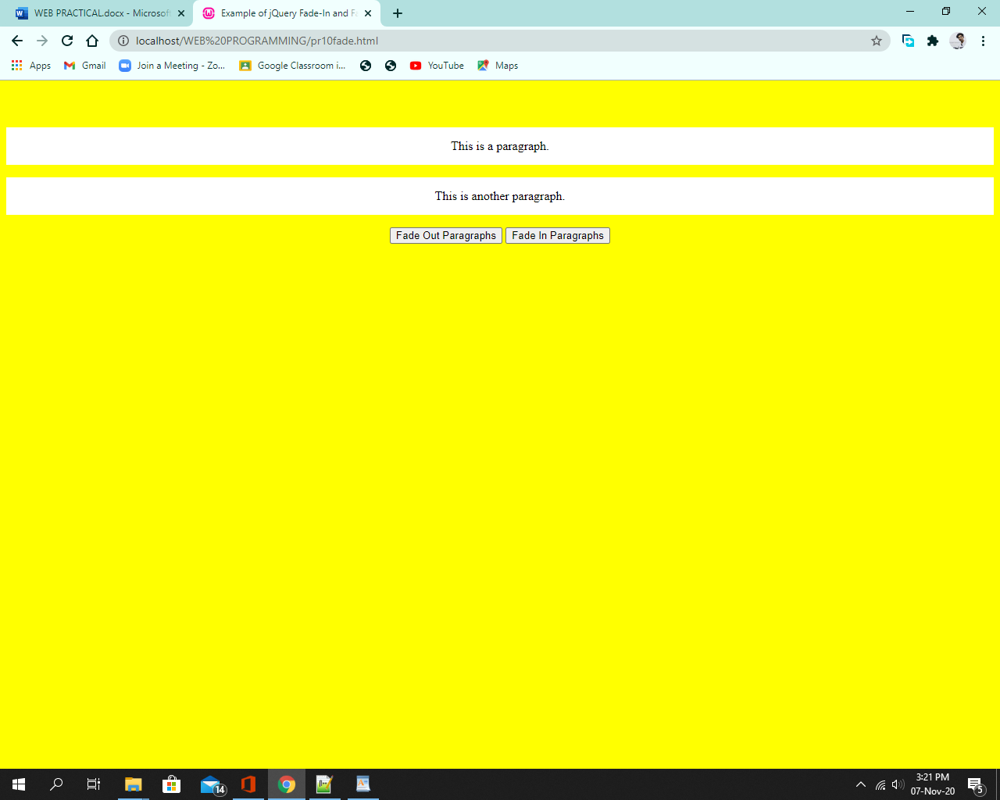 WEB PRACTICAL.docx - Microsoft
Example of jQuery Fade-In and Fa
localhost/WEB%20PROGRAMMING/pr10fade.html
Apps Gmail Join a Meeting - Zo... Google Classroom i... YouTube Maps
This is a paragraph.
This is another paragraph.
Fade Out Paragraphs Fade In Paragraphs
14
3:21 PM
07-Nov-20
5